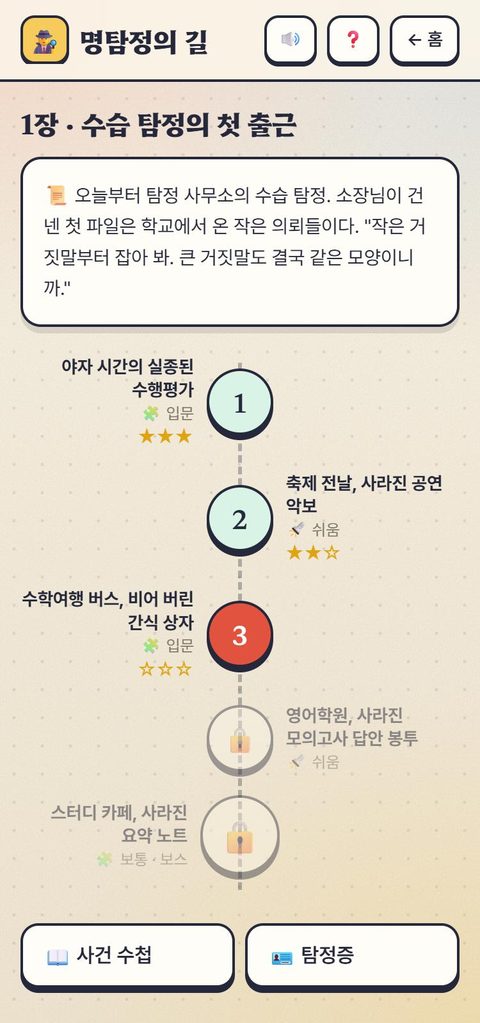 명탐정의 길
← 홈
1장 · 수습 탐정의 첫 출근
오늘부터 탐정 사무소의 수습 탐정. 소장님이 건
넨 첫 파일은 학교에서 온 작은 의뢰들이다. "작은 거
짓말부터 잡아 봐. 큰 거짓말도 결국 같은 모양이니
까."
야자 시간의 실종된
수행평가
입문
★★★
1
축제 전날, 사라진 공연
악보
쉬움
★★☆
2
수학여행 버스, 비어 버린
간식 상자
입문
☆☆☆
3
영어학원, 사라진
모의고사 답안 봉투
쉬움
스터디 카페, 사라진
요약 노트
보통 · 보스
사건 수첩
탐정증